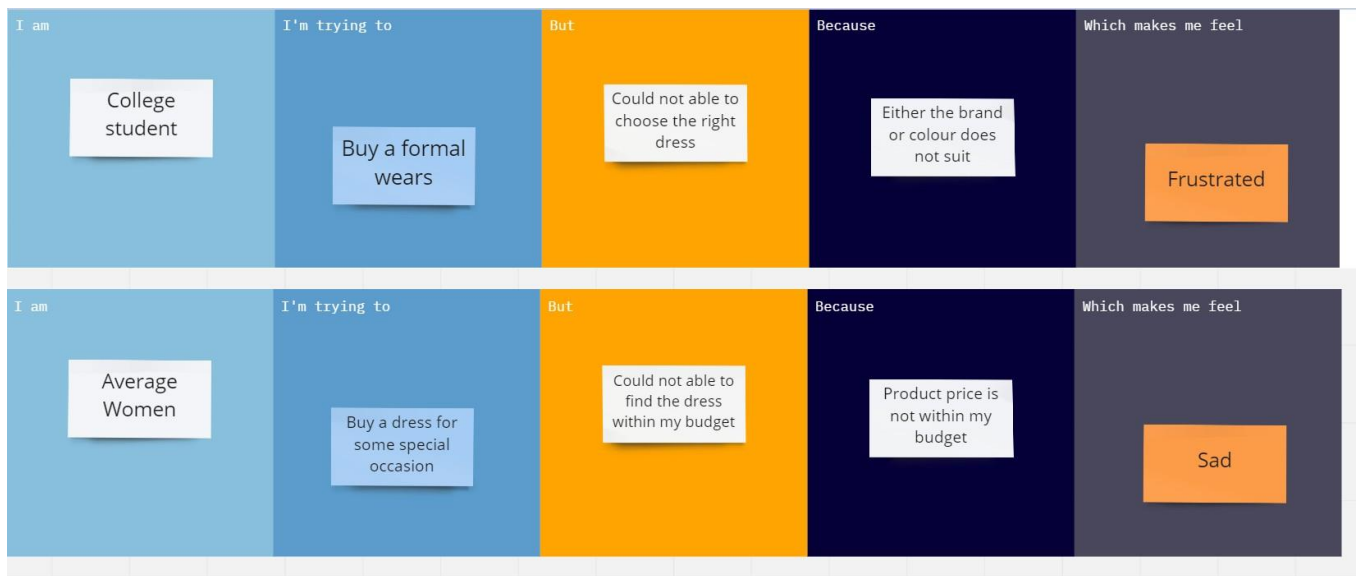 I am
I'm trying to
But
Because
Which makes me feel
College
student
Buy a formal
wears
Could not able to
choose the right
dress
Either the brand
or colour does
not suit
Frustrated
I am
I'm trying to
But
Because
Which makes me feel
Average
Women
Buy a dress for
some special
occasion
Could not able to
find the dress
within my budget
Product price is
not within my
budget
Sad